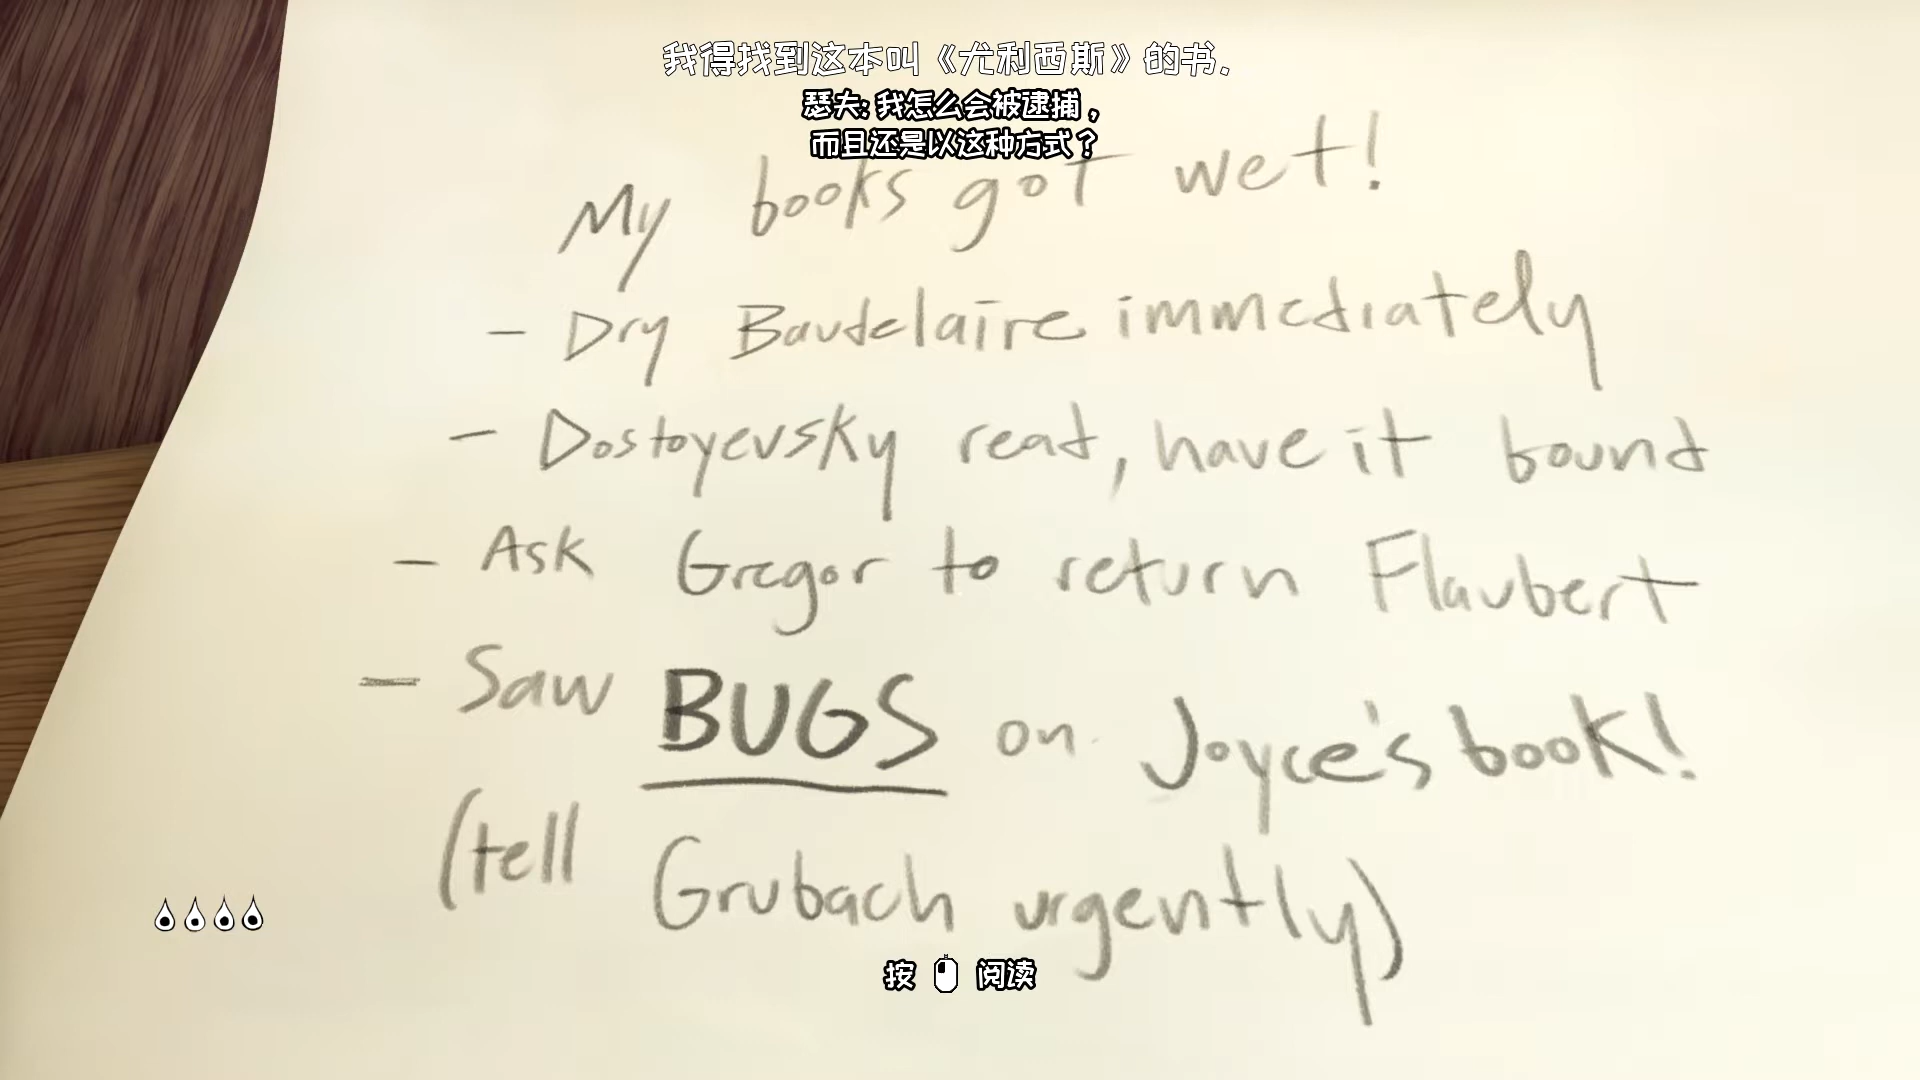 我得找到这本叫《尤利西斯》的书.
瑟夫: 我怎么会被逮捕，
而且还是以这种方式？
My books got wet!
- Dry Baudelaire immediately
- Dostoyevsky read, have it bound
- Ask Gregor to return Flaubert
- Saw BUGS on Joyce's book!
(tell Grubach urgently)
按 阅读